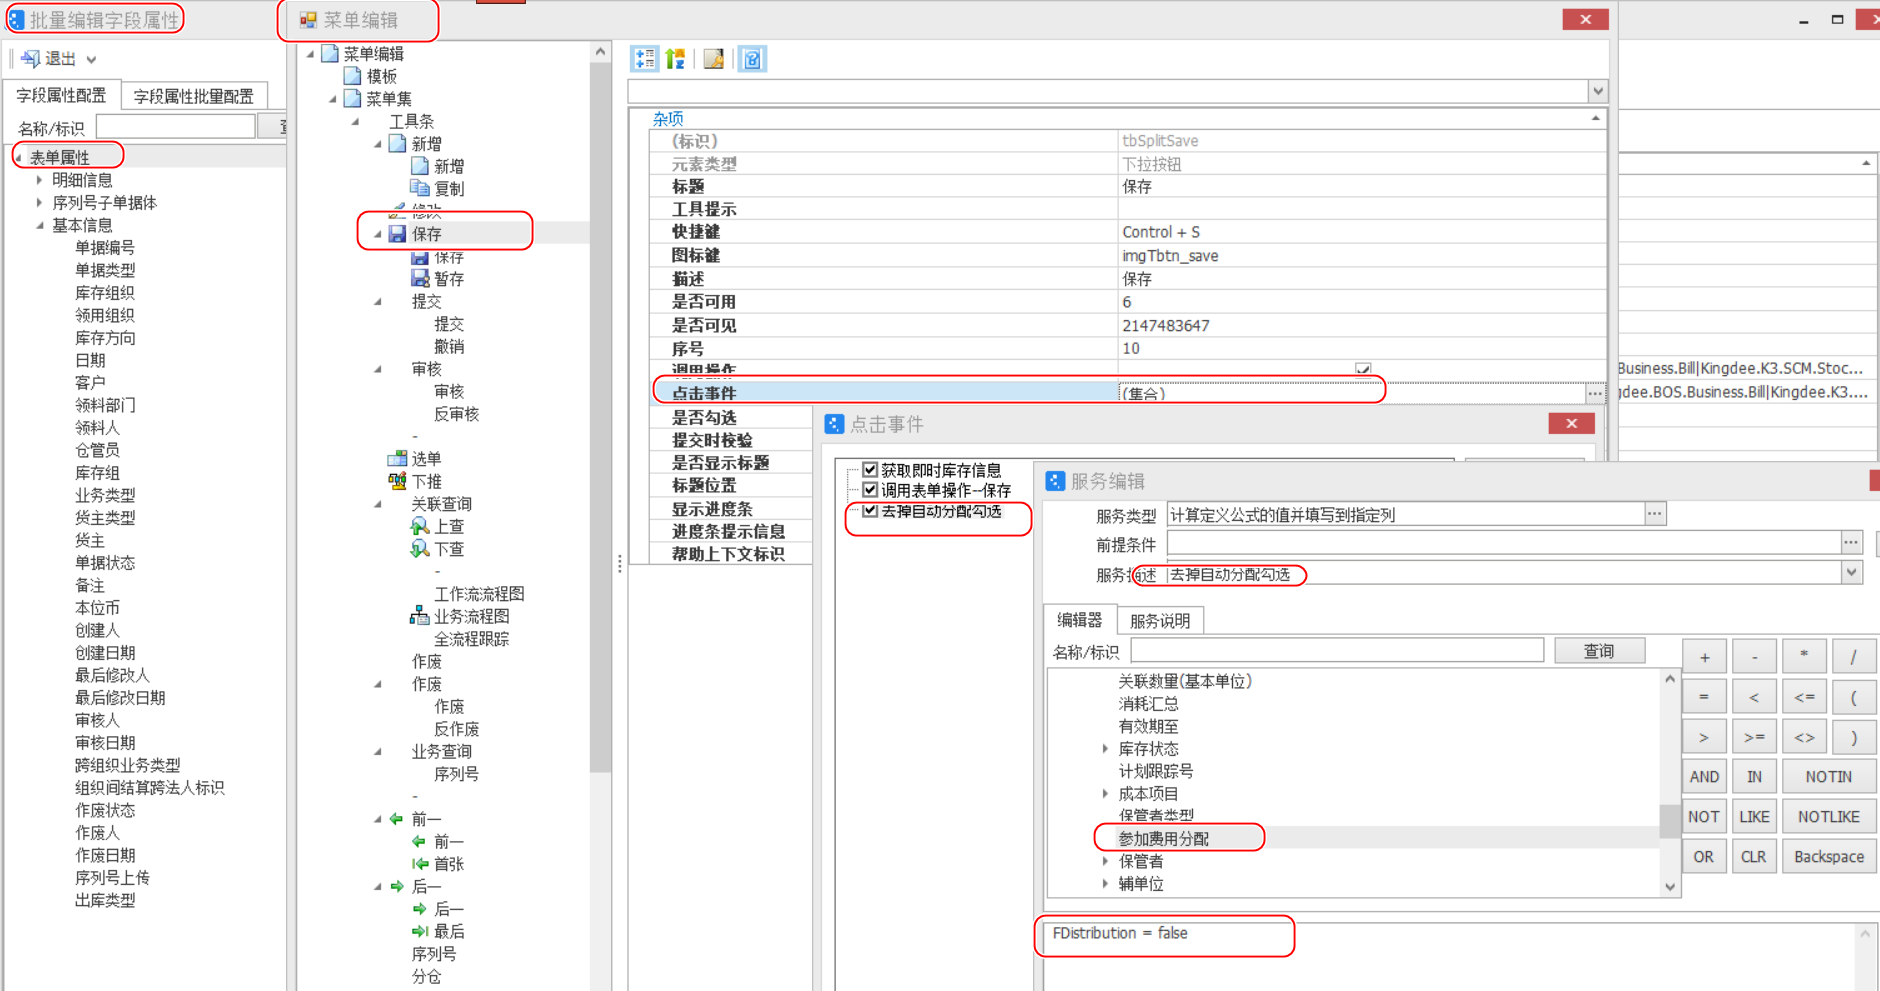 批量编辑字段属性
退出
字段属性配置 字段属性批量配置
名称/标识
表单属性
明细信息
序列号子单据体
基本信息
单据编号
单据类型
库存组织
领用组织
库存方向
日期
客户
领料部门
领料人
仓管员
库存组
业务类型
货主类型
货主
单据状态
备注
本位币
创建人
创建日期
最后修改人
最后修改日期
审核人
审核日期
跨组织业务类型
组织间结算跨法人标识
作废状态
作废人
作废日期
序列号上传
出库类型
菜单编辑
菜单编辑
模板
菜单集
工具条
新增
新增
复制
修改
保存
保存
暂存
提交
提交
撤销
审核
审核
反审核
-
选单
下推
关联查询
上查
下查
-
工作流流程图
业务流程图
全流程跟踪
作废
作废
作废
反作废
业务查询
序列号
-
前一
前一
首张
后一
后一
最后
序列号
分仓
杂项
(标识) tbSplitSave
元素类型 下拉按钮
标题 保存
工具提示
快捷键 Control + S
图标键 imgTbtn_save
描述 保存
是否可用 6
是否可见 2147483647
序号 10
调用操作
点击事件 (集合) ...
是否勾选
提交时校验
是否显示标题
标题位置
显示进度条
进度条提示信息
帮助上下文标识
Business.Bill|Kingdee.K3.SCM.Stoc...
dee.BOS.Business.Bill|Kingdee.K3....
点击事件
获取即时库存信息
调用表单操作--保存
去掉自动分配勾选
服务编辑
服务类型 计算定义公式的值并填写到指定列 ...
前提条件 ...
服务描述 去掉自动分配勾选
编辑器 服务说明
名称/标识 查询
关联数量(基本单位)
消耗汇总
有效期至
库存状态
计划跟踪号
成本项目
保管者类型
参加费用分配
保管者
辅单位
+ - * /
= < <= (
> >= <> )
AND IN NOTIN
NOT LIKE NOTLIKE
OR CLR Backspace
FDistribution = false